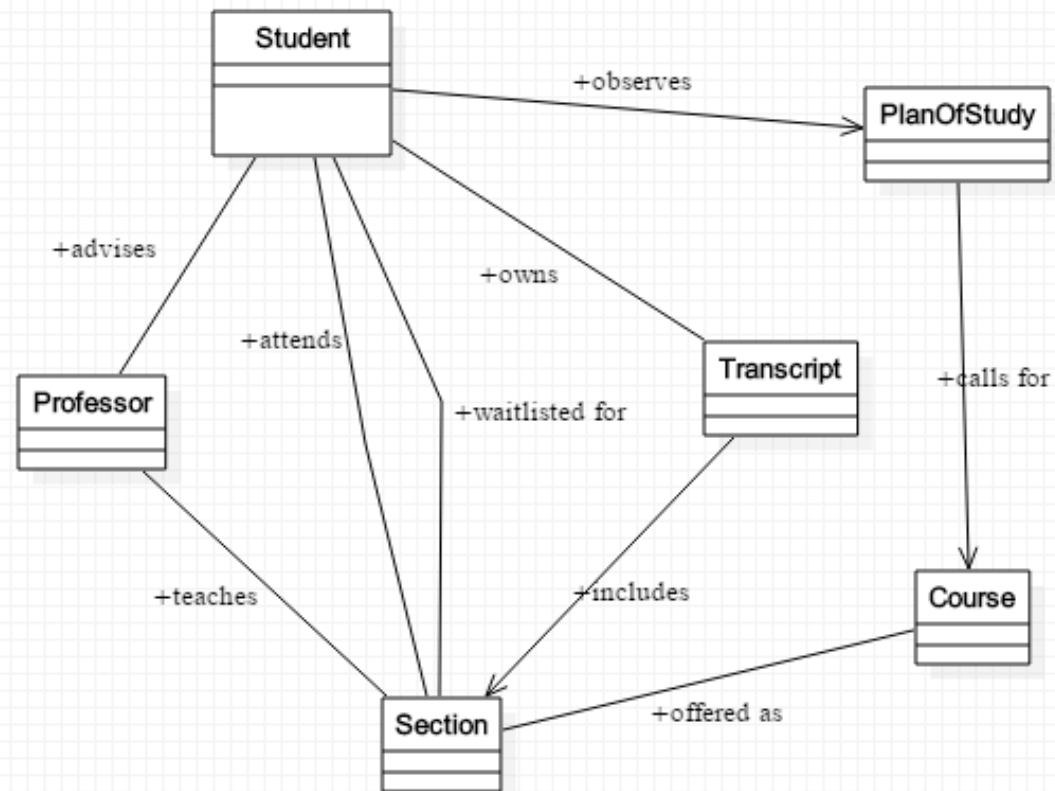 Student
+observes
PlanOfStudy
+advises
+owns
+attends
Transcript
+calls for
Professor
+waitlisted for
+teaches
+includes
Course
+offered as
Section